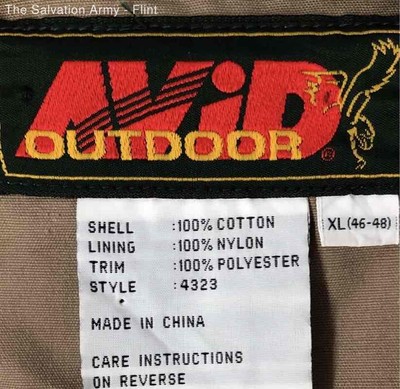 The Salvation Army - Flint
AViD
OUTDOOR®
SHELL :100% COTTON
LINING :100% NYLON
TRIM :100% POLYESTER
STYLE :4323
XL(46-48)
MADE IN CHINA
CARE INSTRUCTIONS
ON REVERSE